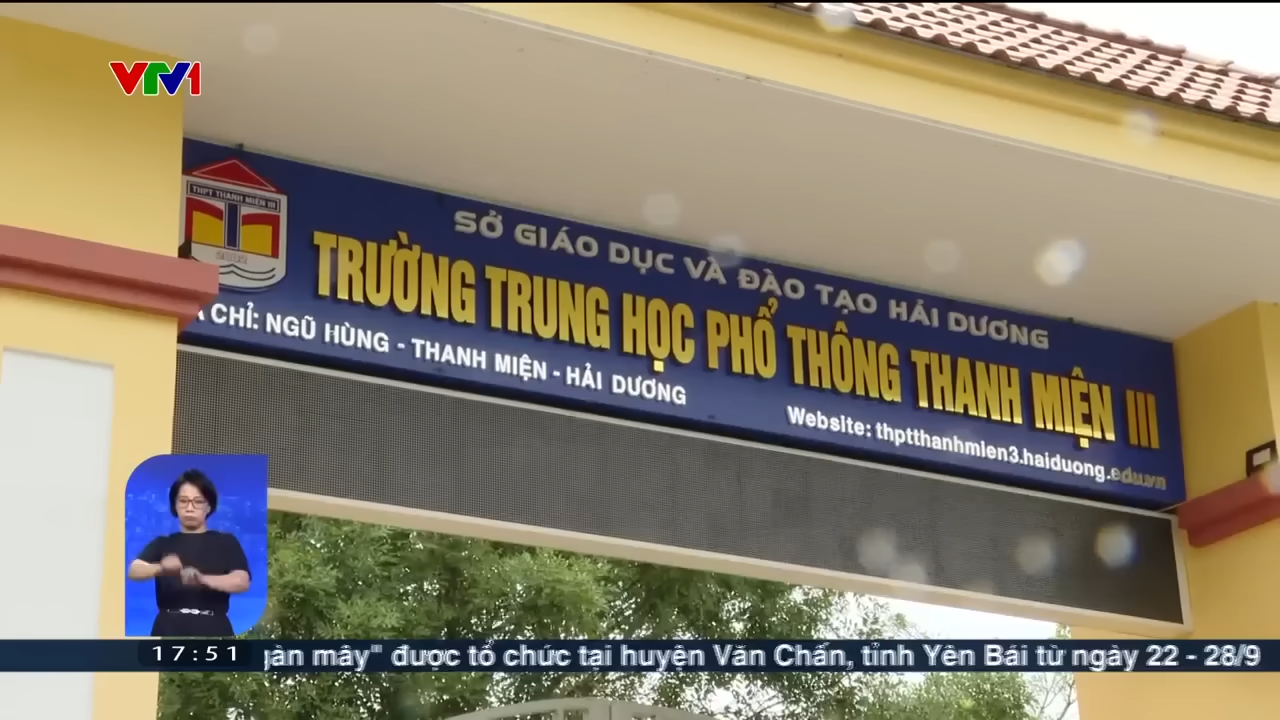 VTV1
THPT THANH MIỆN III
2002
SỞ GIÁO DỤC VÀ ĐÀO TẠO HẢI DƯƠNG
TRƯỜNG TRUNG HỌC PHỔ THÔNG THANH MIỆN III
CHỈ: NGŨ HÙNG - THANH MIỆN - HẢI DƯƠNG
Website: thptthanhmien3.haiduong.edu.vn
17:51
mây" được tổ chức tại huyện Văn Chấn, tỉnh Yên Bái từ ngày 22 - 28/9